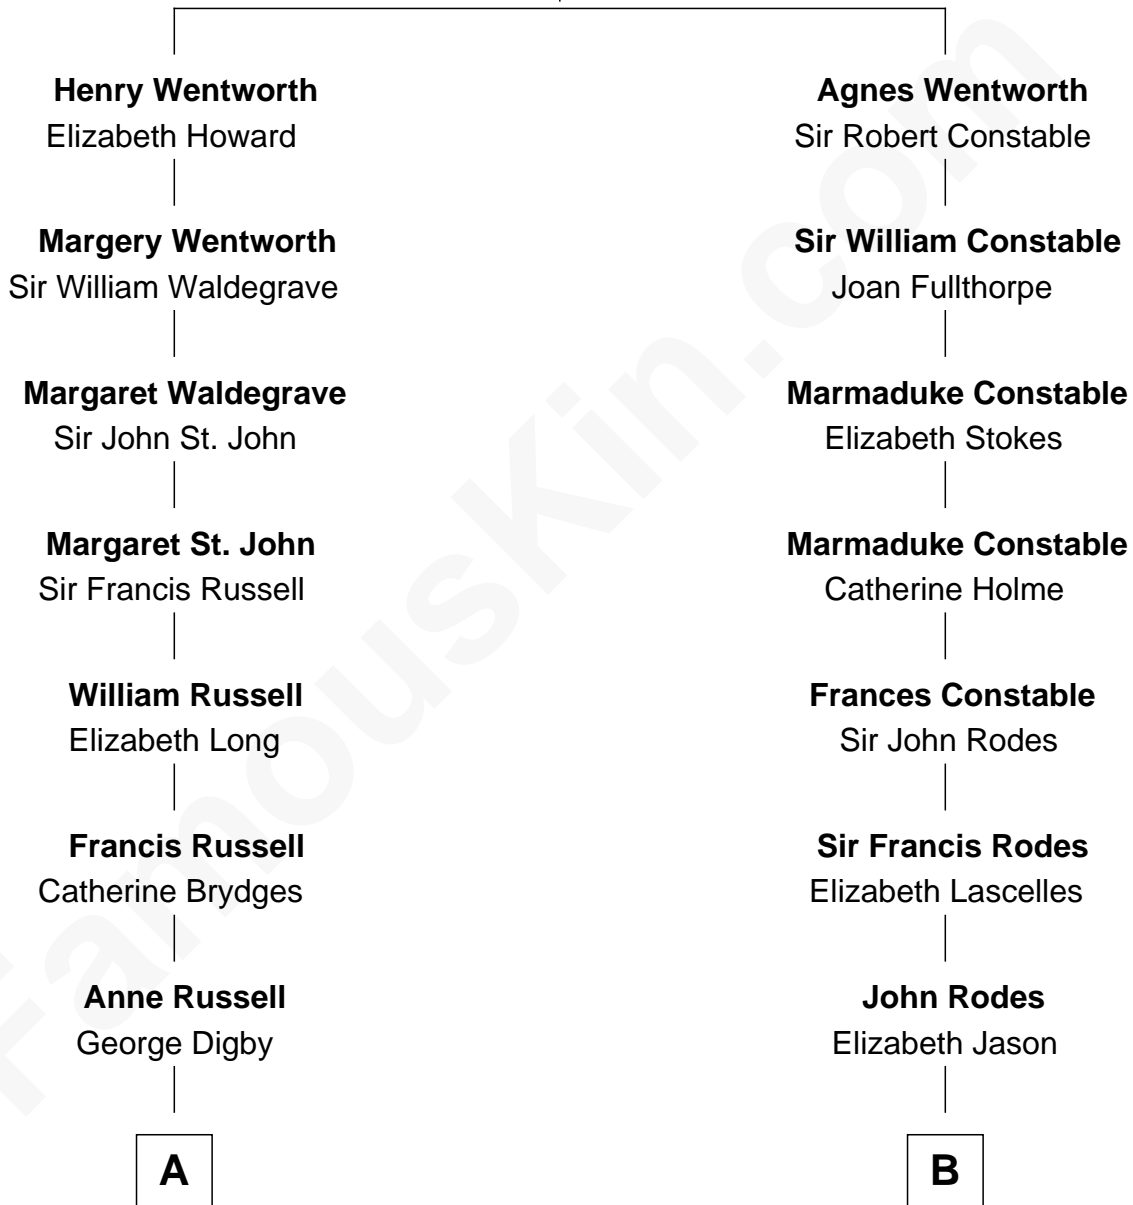 Henry Wentworth
Elizabeth Howard
Agnes Wentworth
Sir Robert Constable
Margery Wentworth
Sir William Waldegrave
Sir William Constable
Joan Fullthorpe
Margaret Waldegrave
Sir John St. John
Marmaduke Constable
Elizabeth Stokes
Margaret St. John
Sir Francis Russell
Marmaduke Constable
Catherine Holme
William Russell
Elizabeth Long
Frances Constable
Sir John Rodes
Francis Russell
Catherine Brydges
Sir Francis Rodes
Elizabeth Lascelles
Anne Russell
George Digby
John Rodes
Elizabeth Jason
A
B
FamousKin.com